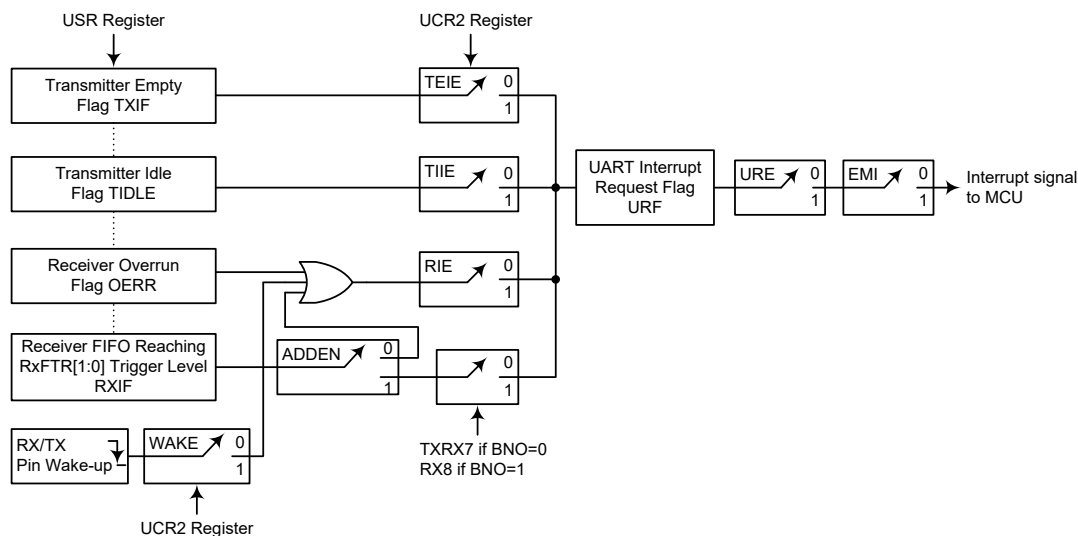 USR Register
UCR2 Register
Transmitter Empty
Flag TXIF
TEIE
0
1
Transmitter Idle
Flag TIDLE
TIIE
0
1
UART Interrupt
Request Flag
URF
URE
0
1
EMI
0
1
Interrupt signal
to MCU
Receiver Overrun
Flag OERR
RIE
0
1
Receiver FIFO Reaching
RxFTR[1:0] Trigger Level
RXIF
ADDEN
0
1
0
1
RX/TX
Pin Wake-up
WAKE
0
1
TXRX7 if BNO=0
RX8 if BNO=1
UCR2 Register